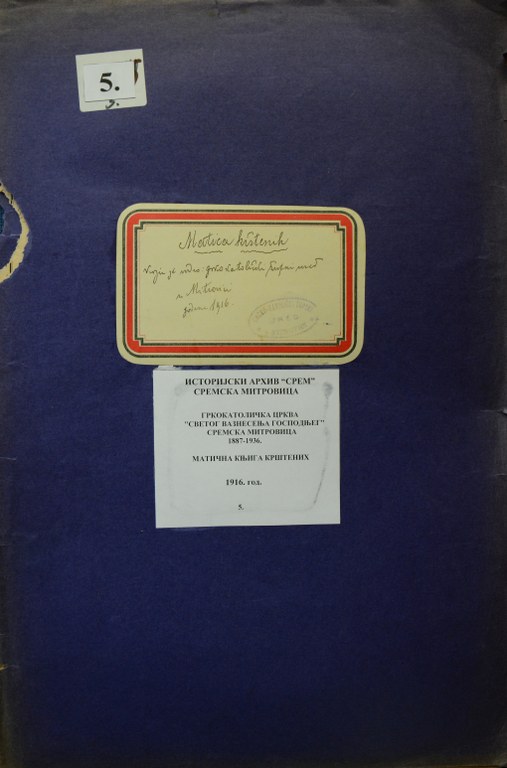 5.
Matica krštenih
koju je vodio grkokatolički župni ured
u Mitrovici
godine 1916.
ИСТОРИЈСКИ АРХИВ "СРЕМ"
СРЕМСКА МИТРОВИЦА
ГРКОКАТОЛИЧКА ЦРКВА
"СВЕТОГ ВАЗНЕСЕЊА ГОСПОДЊЕГ"
СРЕМСКА МИТРОВИЦА
1887-1936.
МАТИЧНА КЊИГА КРШТЕНИХ
1916. год.
5.